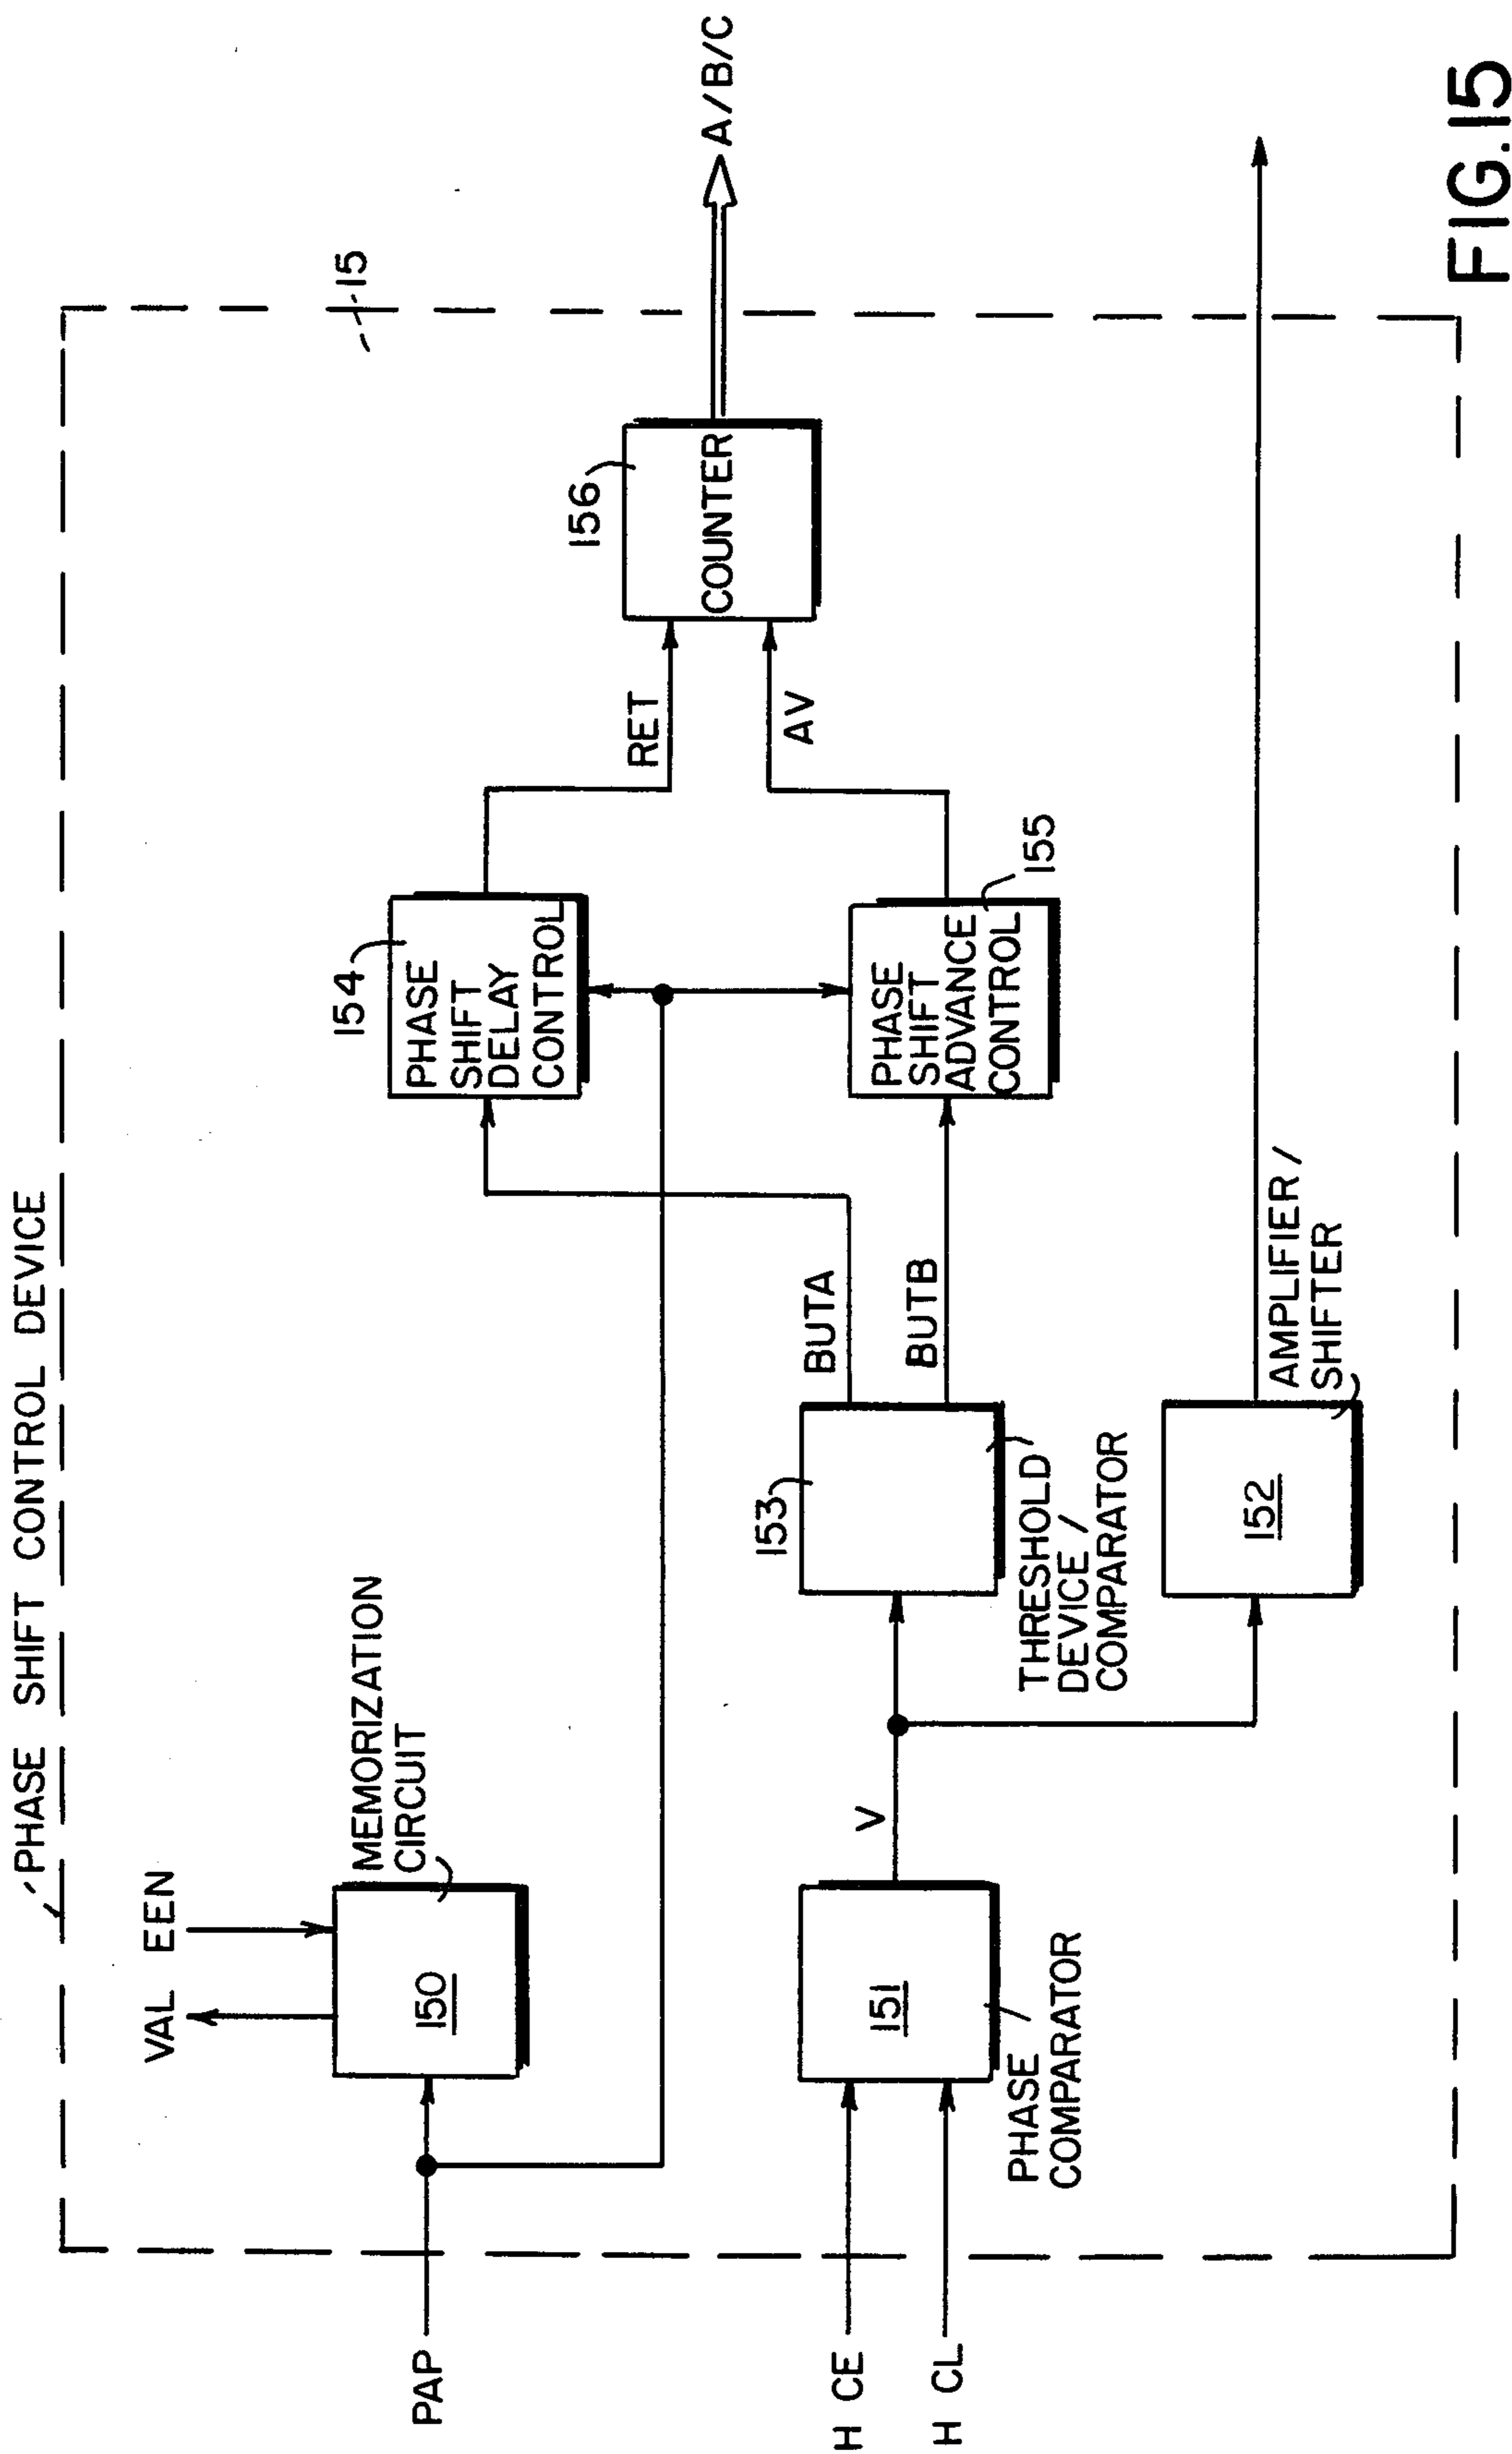 PHASE SHIFT CONTROL DEVICE
15
VAL EEN
MEMORIZATION
CIRCUIT
150
PAP
154
PHASE
SHIFT
DELAY
CONTROL
RET
156
COUNTER
A/B/C
AV
PHASE
SHIFT
ADVANCE
CONTROL
155
BUTA
BUTB
153
THRESHOLD
DEVICE /
COMPARATOR
V
151
PHASE
COMPARATOR
H CE
H CL
152
AMPLIFIER /
SHIFTER
FIG.15